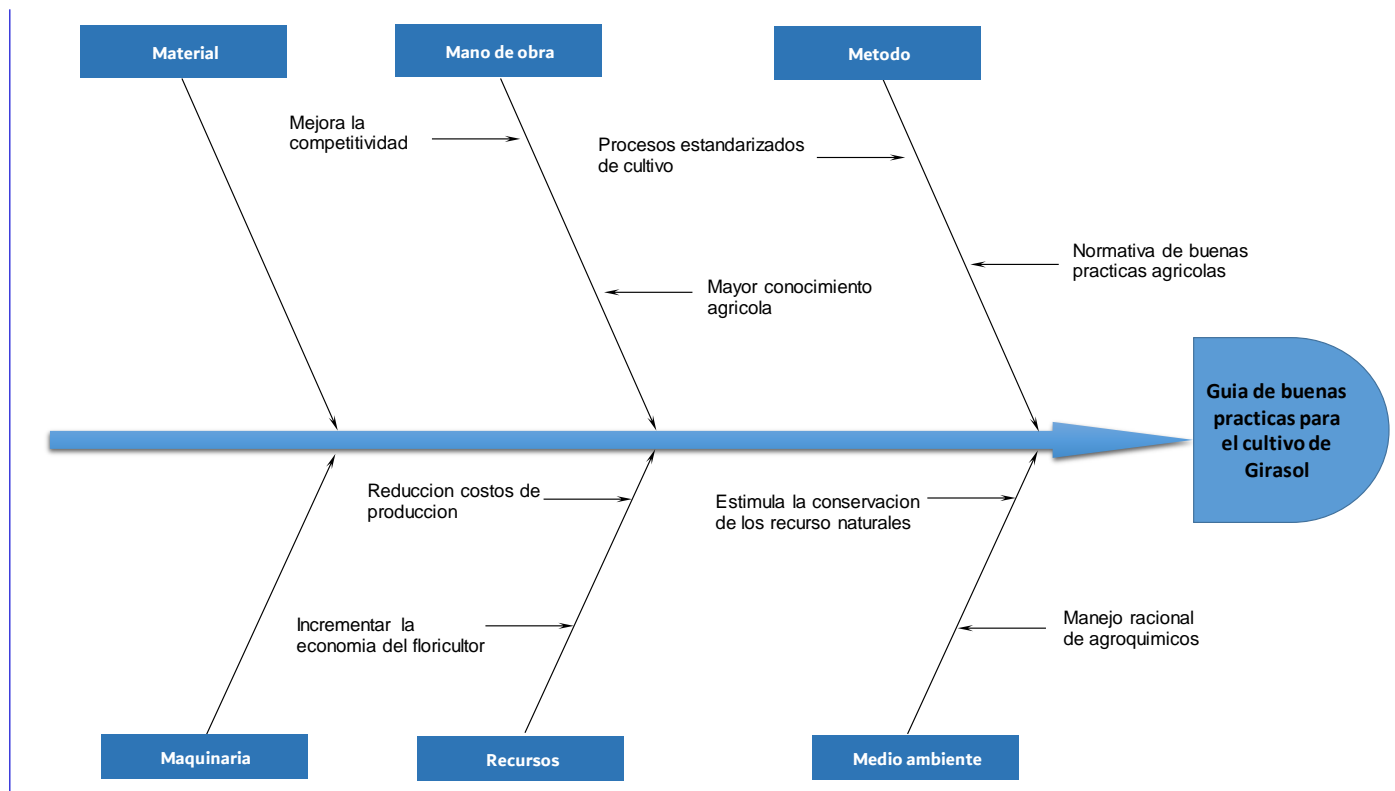 Material
Mano de obra
Metodo
Mejora la
competitividad
Procesos estandarizados
de cultivo
Normativa de buenas
practicas agricolas
Mayor conocimiento
agricola
Guia de buenas
practicas para
el cultivo de
Girasol
Reduccion costos de
produccion
Estimula la conservacion
de los recurso naturales
Incrementar la
economia del floricultor
Manejo racional
de agroquimicos
Maquinaria
Recursos
Medio ambiente